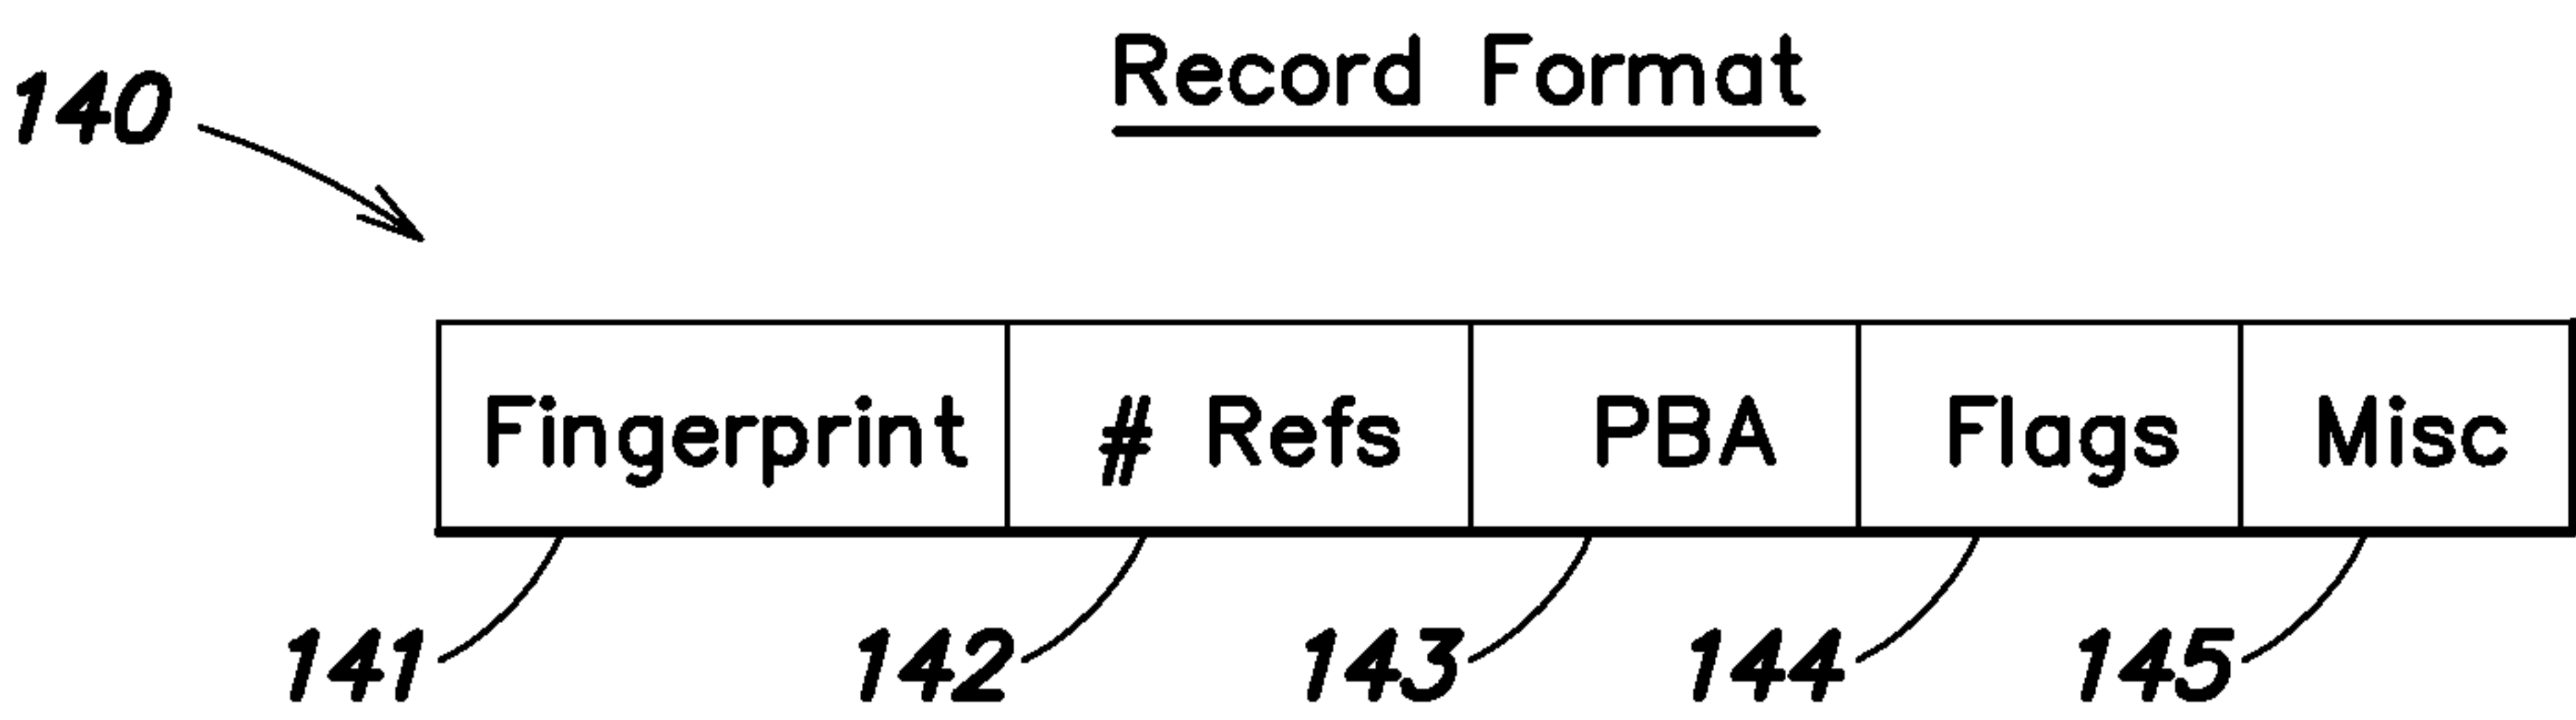 Record Format
140
Fingerprint # Refs PBA Flags Misc
141 142 143 144 145